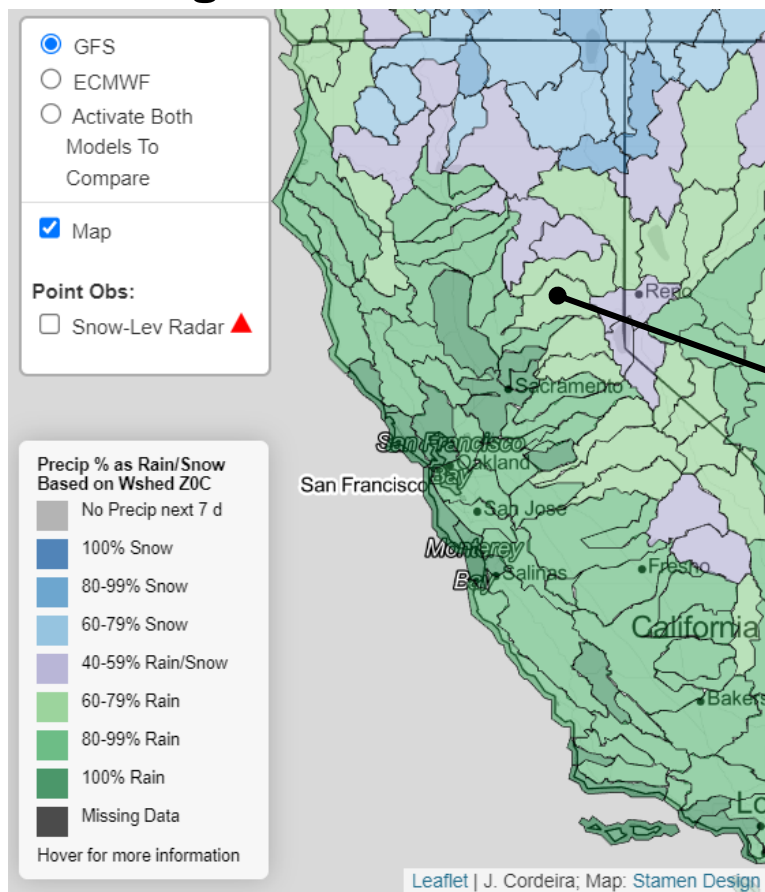 GFS
ECMWF
Activate Both
Models To
Compare
Map
Point Obs:
Snow-Lev Radar
Precip % as Rain/Snow
Based on Wshed Z0C
No Precip next 7 d
100% Snow
80-99% Snow
60-79% Snow
40-59% Rain/Snow
60-79% Rain
80-99% Rain
100% Rain
Missing Data
Hover for more information
Reno
Sacramento
San Francisco
Bay
Oakland
San Francisco
San Jose
Monterey
Bay
Salinas
Fresno
California
Bakers
Lo
Leaflet | J. Cordeira; Map: Stamen Design